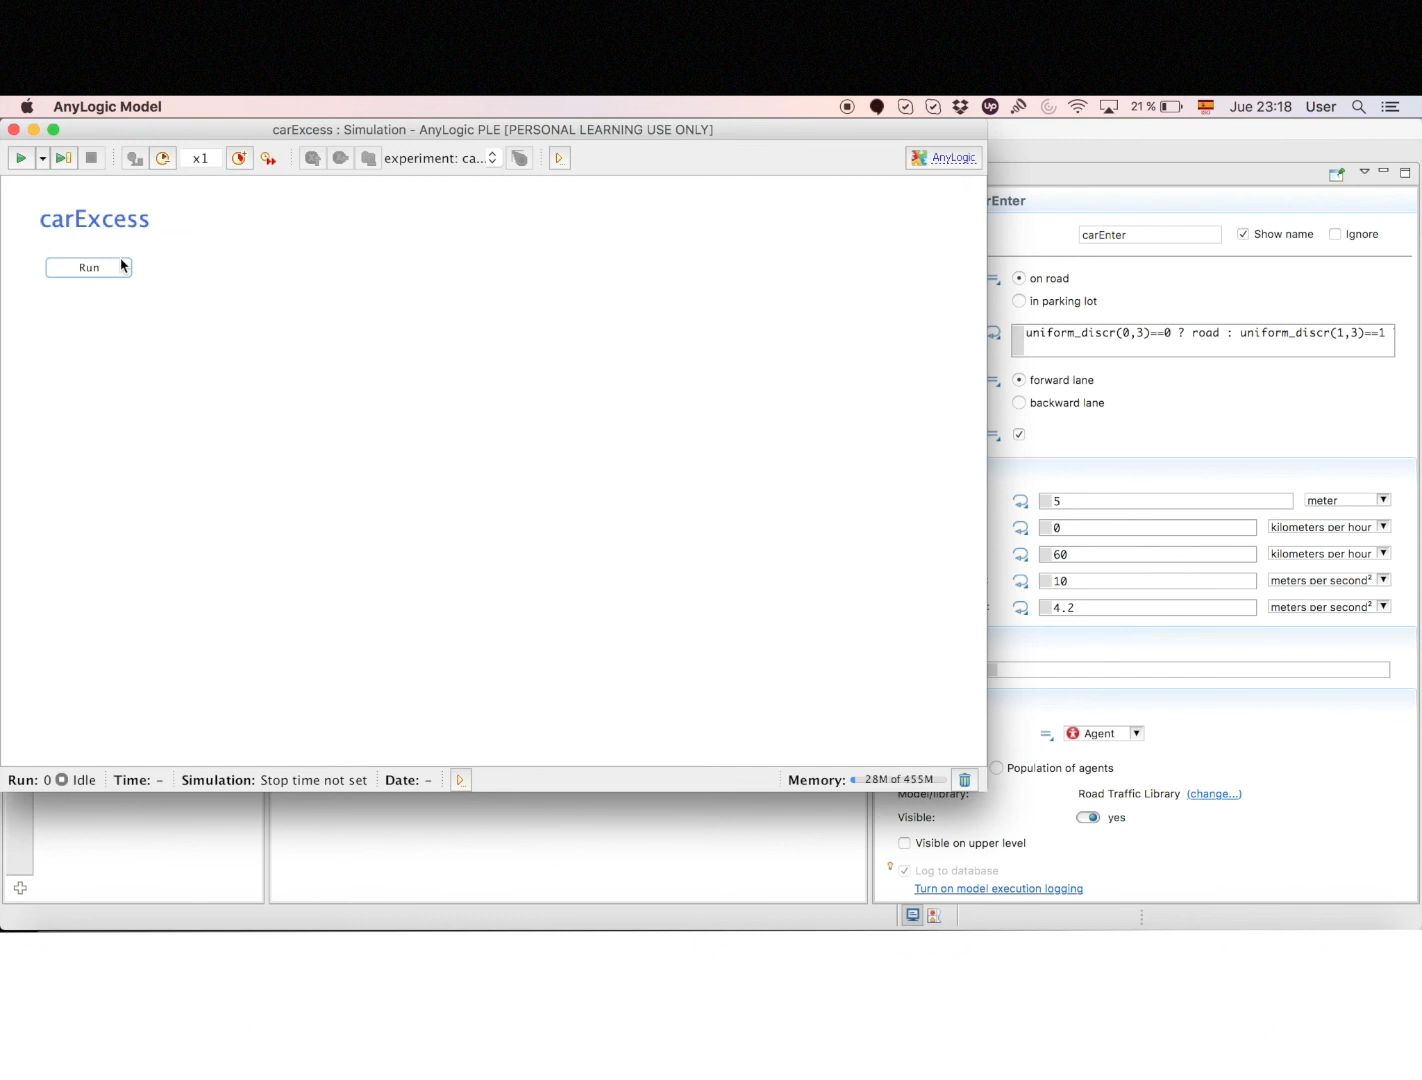 AnyLogic Model
21 % Jue 23:18 User
carExcess : Simulation - AnyLogic PLE [PERSONAL LEARNING USE ONLY]
x1 experiment: ca... AnyLogic
carExcess
Run
rEnter
carEnter Show name Ignore
on road
in parking lot
uniform_discr(0,3)==0 ? road : uniform_discr(1,3)==1
forward lane
backward lane
5 meter
0 kilometers per hour
60 kilometers per hour
10 meters per second²
4.2 meters per second²
Agent
Population of agents
Run: 0 Idle Time: – Simulation: Stop time not set Date: – Memory: 28M of 455M
Model/library: Road Traffic Library (change...)
Visible: yes
Visible on upper level
Log to database
Turn on model execution logging